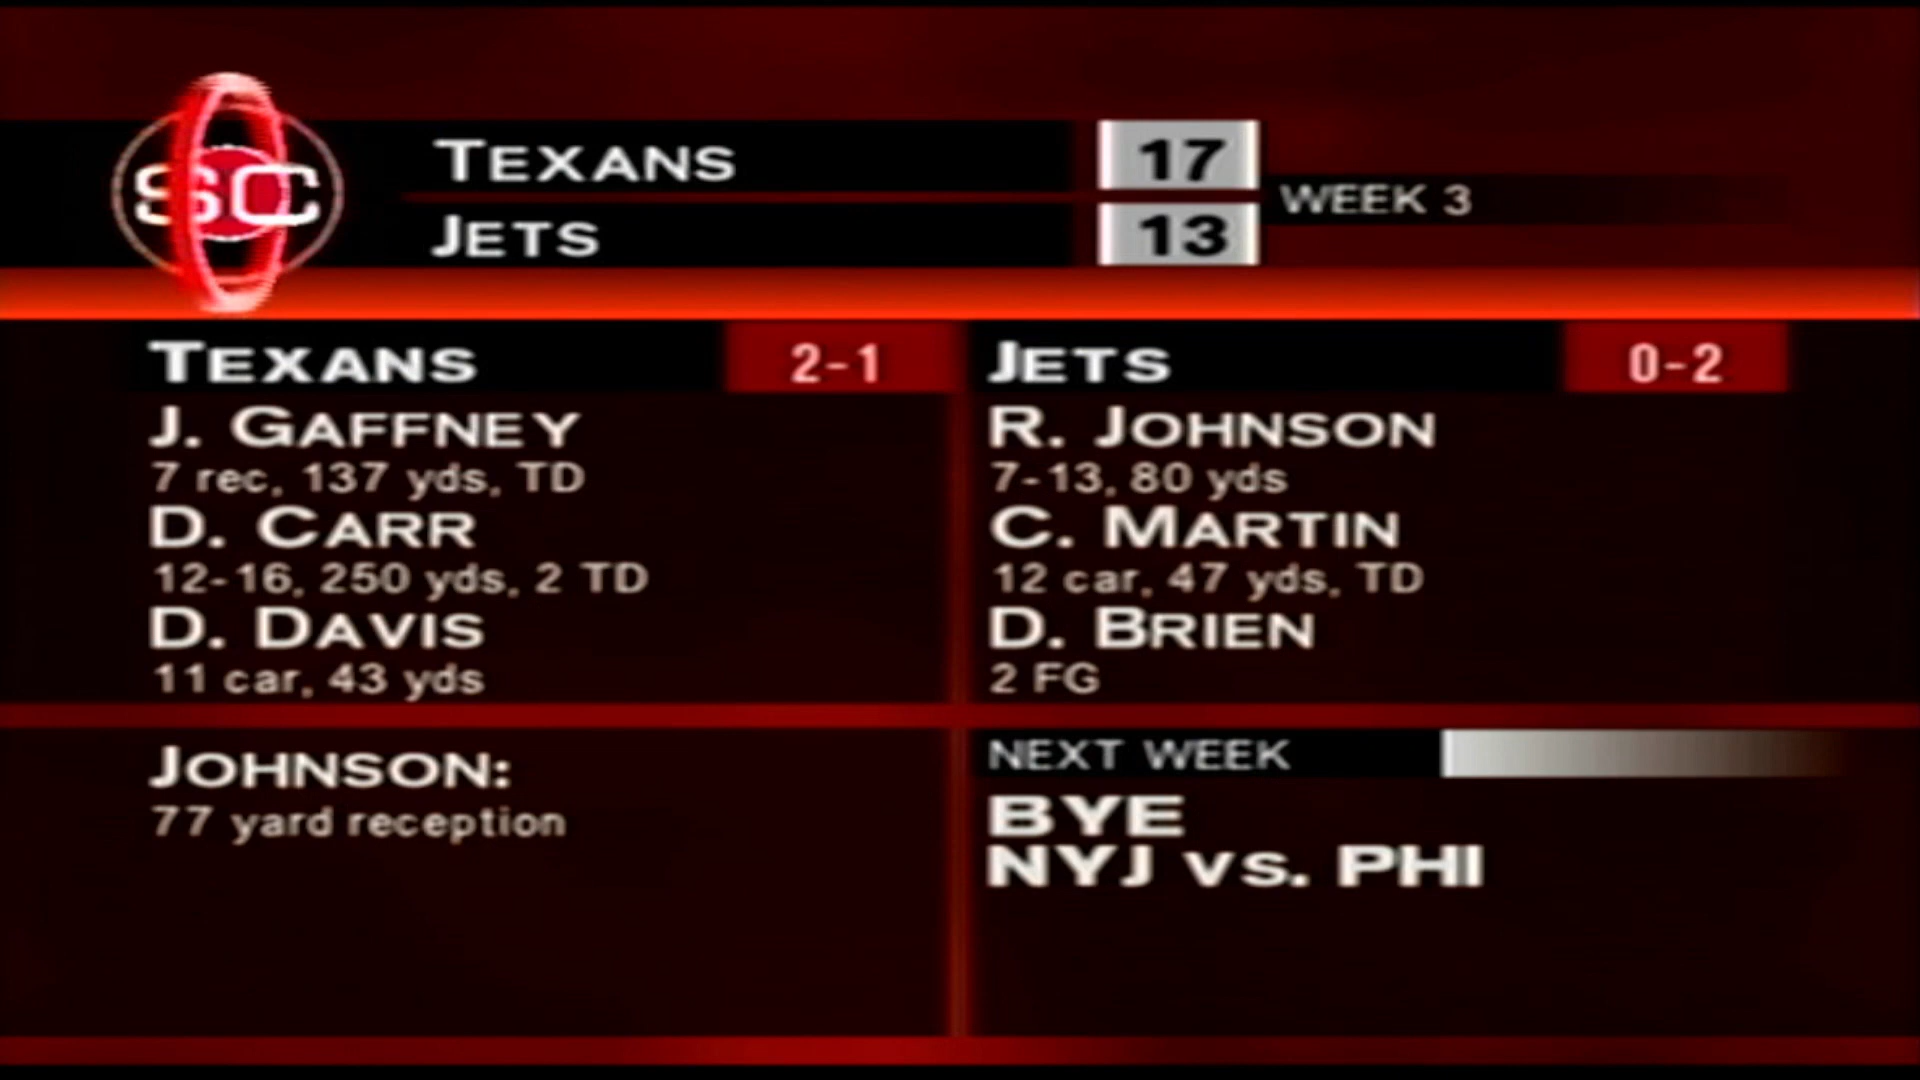 SC
TEXANS 17
JETS 13
WEEK 3
TEXANS 2-1
J. GAFFNEY
7 rec, 137 yds, TD
D. CARR
12-16, 250 yds, 2 TD
D. DAVIS
11 car, 43 yds
JETS 0-2
R. JOHNSON
7-13, 80 yds
C. MARTIN
12 car, 47 yds, TD
D. BRIEN
2 FG
JOHNSON:
77 yard reception
NEXT WEEK
BYE
NYJ vs. PHI